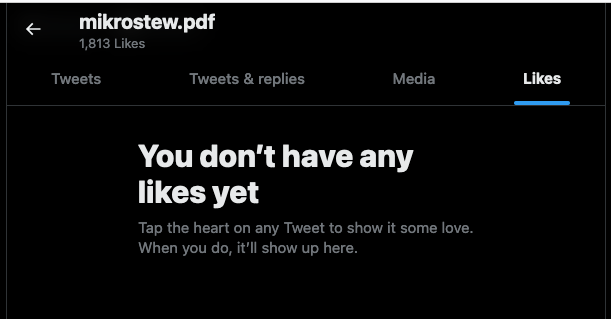 mikrostew.pdf
1,813 Likes
Tweets Tweets & replies Media Likes
You don’t have any
likes yet
Tap the heart on any Tweet to show it some love.
When you do, it’ll show up here.